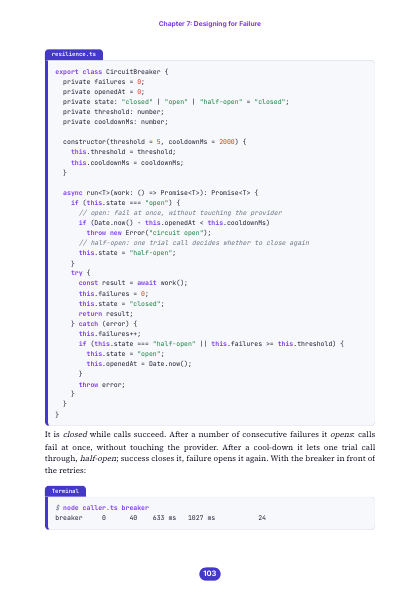 Chapter 7: Designing for Failure
resilience.ts
export class CircuitBreaker {
  private failures = 0;
  private openedAt = 0;
  private state: "closed" | "open" | "half-open" = "closed";
  private threshold: number;
  private cooldownMs: number;

  constructor(threshold = 5, cooldownMs = 2000) {
    this.threshold = threshold;
    this.cooldownMs = cooldownMs;
  }

  async run<T>(work: () => Promise<T>): Promise<T> {
    if (this.state === "open") {
      // open: fail at once, without touching the provider
      if (Date.now() - this.openedAt < this.cooldownMs)
        throw new Error("circuit open");
      // half-open: one trial call decides whether to close again
      this.state = "half-open";
    }
    try {
      const result = await work();
      this.failures = 0;
      this.state = "closed";
      return result;
    } catch (error) {
      this.failures++;
      if (this.state === "half-open" || this.failures >= this.threshold) {
        this.state = "open";
        this.openedAt = Date.now();
      }
      throw error;
    }
  }
}
It is closed while calls succeed. After a number of consecutive failures it opens: calls
fail at once, without touching the provider. After a cool-down it lets one trial call
through, half-open; success closes it, failure opens it again. With the breaker in front of
the retries:
Terminal
$ node caller.ts breaker
breaker 0 40 633 ms 1027 ms 24
103